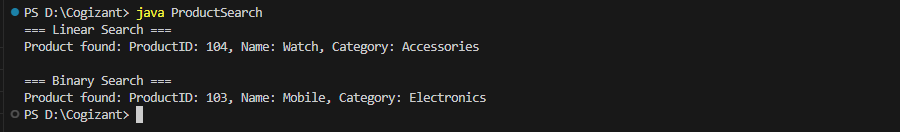 PS D:\Cogizant> java ProductSearch
=== Linear Search ===
Product found: ProductID: 104, Name: Watch, Category: Accessories
=== Binary Search ===
Product found: ProductID: 103, Name: Mobile, Category: Electronics
PS D:\Cogizant>